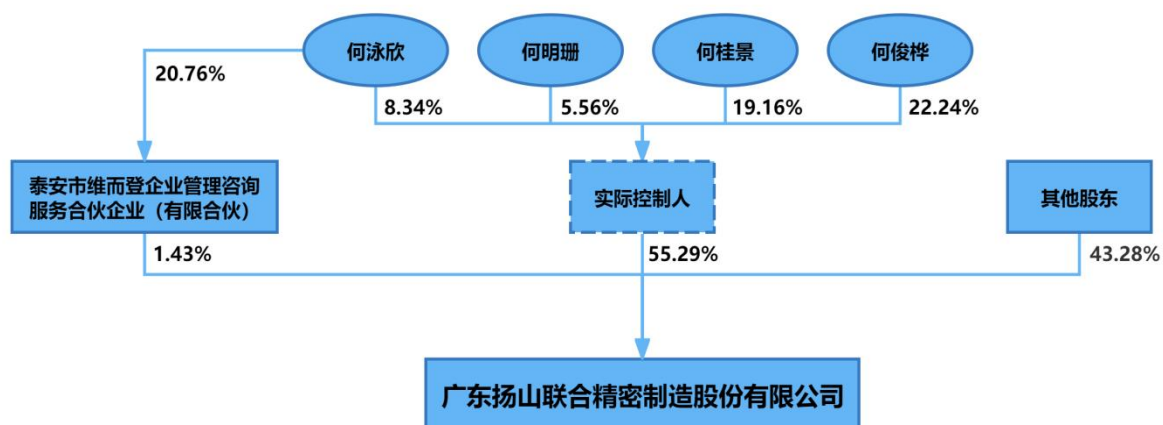 何泳欣
何明珊
何桂景
何俊桦
20.76%
8.34%
5.56%
19.16%
22.24%
泰安市维而登企业管理咨询
服务合伙企业（有限合伙）
实际控制人
其他股东
1.43%
55.29%
43.28%
广东扬山联合精密制造股份有限公司